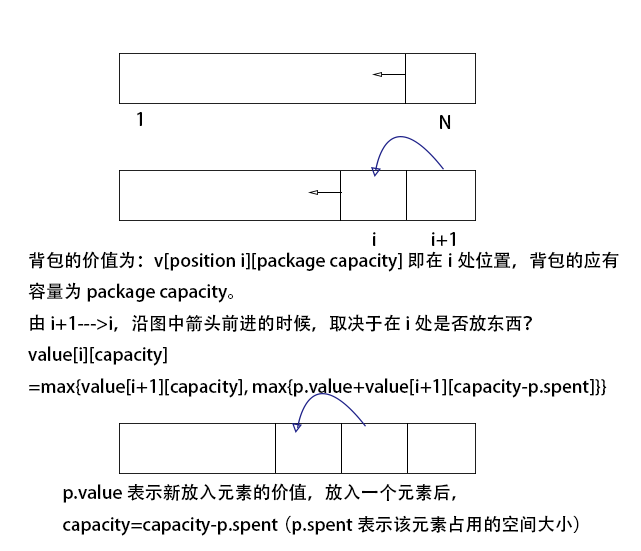 1
N
i
i+1
背包的价值为：v[position i][package capacity] 即在 i 处位置，背包的应有
容量为 package capacity。
由 i+1--->i，沿图中箭头前进的时候，取决于在 i 处是否放东西？
value[i][capacity]
=max{value[i+1][capacity], max{p.value+value[i+1][capacity-p.spent]}}
p.value 表示新放入元素的价值，放入一个元素后，
capacity=capacity-p.spent（p.spent 表示该元素占用的空间大小）